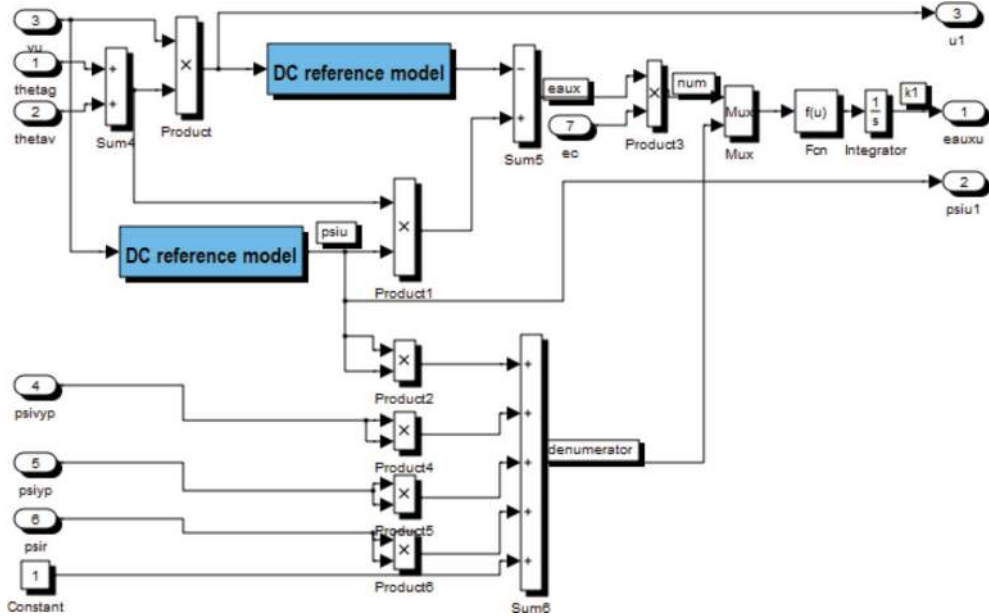 3
vu
1
thetag
2
thetav
+
+
Sum4
×
Product
DC reference model
−
+
Sum5
eaux
7
ec
×
Product3
num
Mux
Mux
f(u)
Fcn
1
s
Integrator
k1
3
u1
1
eauxu
2
psiu1
DC reference model
psiu
×
Product1
×
Product2
4
psivyp
×
Product4
5
psiyp
×
Product5
6
psir
×
Product6
1
Constant
+
+
+
+
+
Sum6
denumerator